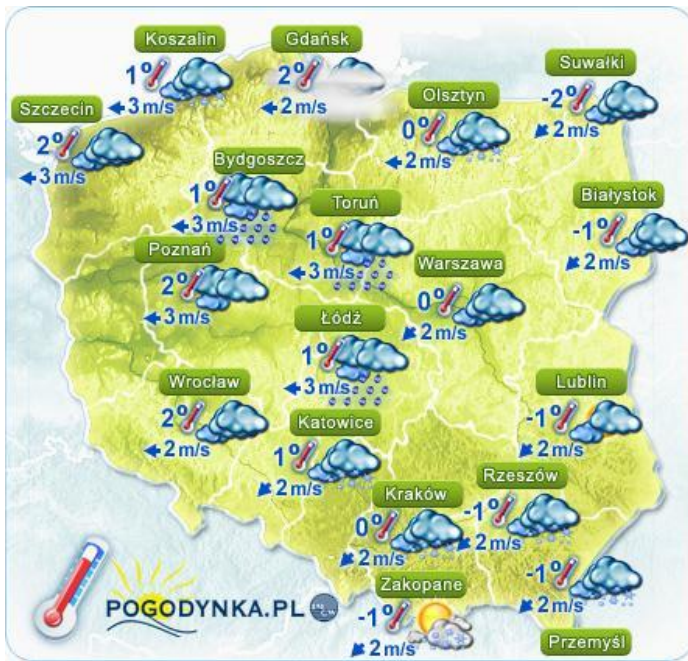 Koszalin
1°
3 m/s
Gdańsk
2°
2 m/s
Suwałki
-2°
2 m/s
Szczecin
2°
3 m/s
Olsztyn
0°
2 m/s
Bydgoszcz
1°
3 m/s
Toruń
1°
3 m/s
Białystok
-1°
2 m/s
Poznań
2°
3 m/s
Warszawa
0°
2 m/s
Łódź
1°
3 m/s
Wrocław
2°
2 m/s
Lublin
-1°
2 m/s
Katowice
1°
2 m/s
Rzeszów
-1°
2 m/s
Kraków
0°
2 m/s
Zakopane
-1°
2 m/s
-1°
2 m/s
Przemyśl
POGODYNKA.PL